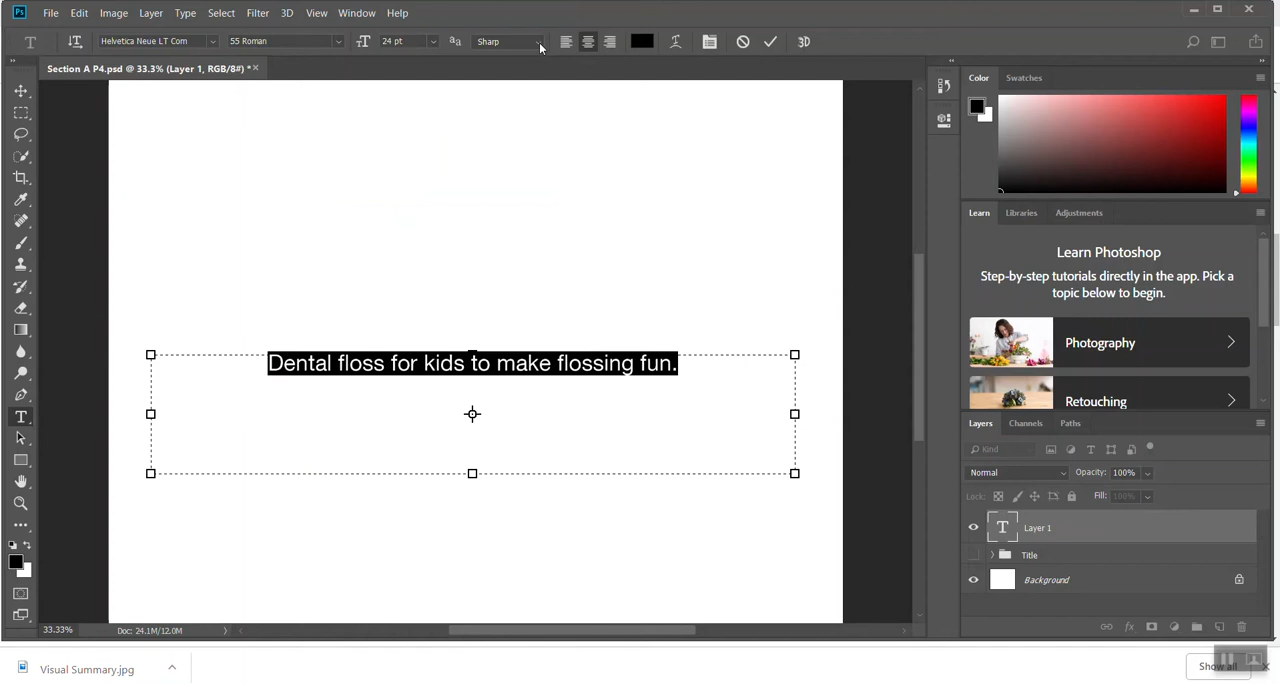 Ps File Edit Image Layer Type Select Filter 3D View Window Help
T Helvetica Neue LT Com 55 Roman 24 pt Sharp 3D
Section A P4.psd @ 33.3% (Layer 1, RGB/8#) *
Color Swatches
Dental floss for kids to make flossing fun.
Learn Libraries Adjustments
Learn Photoshop
Step-by-step tutorials directly in the app. Pick a
topic below to begin.
Photography
Retouching
Layers Channels Paths
Kind
Normal Opacity: 100%
Lock: Fill: 100%
T Layer 1
Title
Background
33.33% Doc: 24.1M/12.0M
Visual Summary.jpg Show all